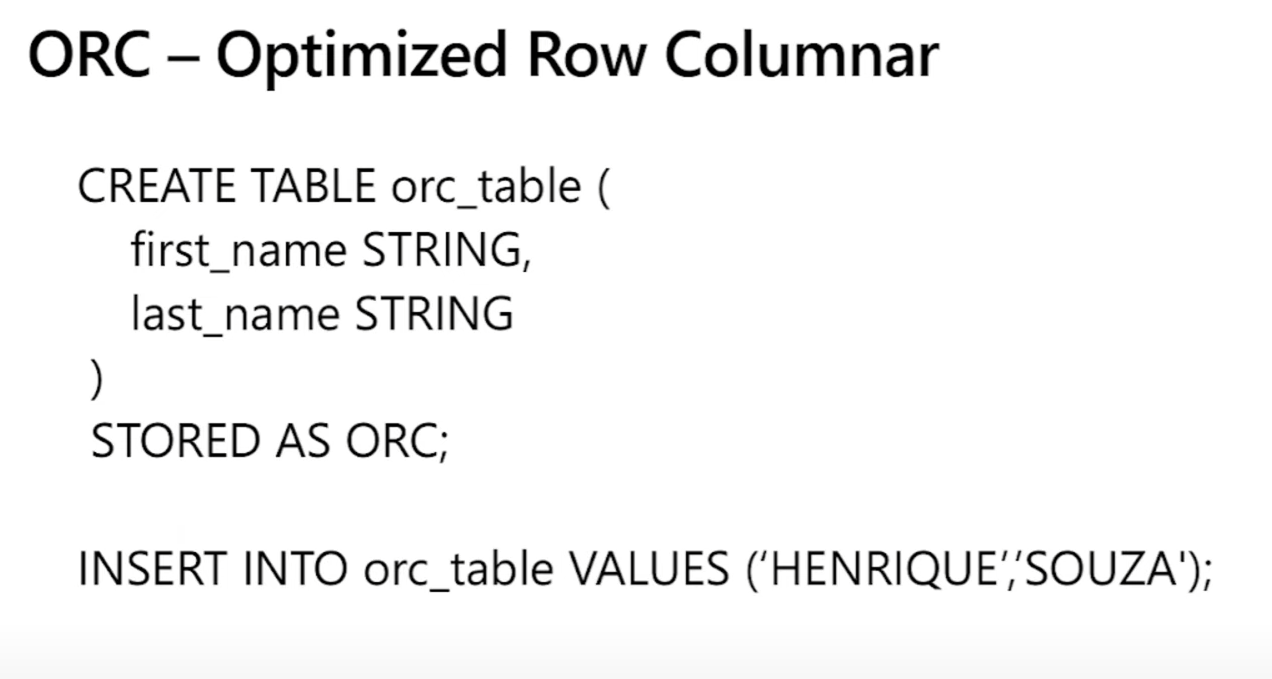 ORC – Optimized Row Columnar
CREATE TABLE orc_table (
first_name STRING,
last_name STRING
)
STORED AS ORC;
INSERT INTO orc_table VALUES (‘HENRIQUE’,’SOUZA');